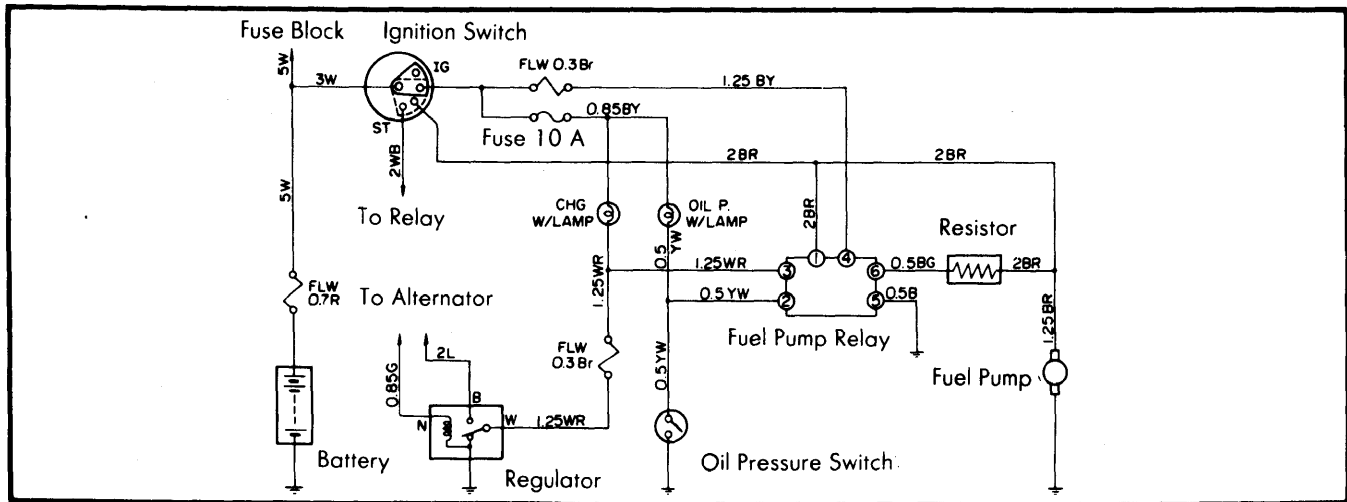 Fuse Block
Ignition Switch
5W
3W
IG
ST
FLW 0.3Br
1.25 BY
0.85BY
Fuse 10 A
2BR
2BR
2WB
To Relay
5W
CHG
W/LAMP
OIL P.
W/LAMP
2BR
Resistor
0.5
YW
1.25WR
3
1
4
6
0.5BG
2BR
FLW
0.7R
To Alternator
1.25WR
0.5 YW
2
5
0.5B
Fuel Pump Relay
1.25BR
2L
FLW
0.3Br
0.5YW
Fuel Pump
0.85G
B
N
W
1.25WR
Battery
Regulator
Oil Pressure Switch